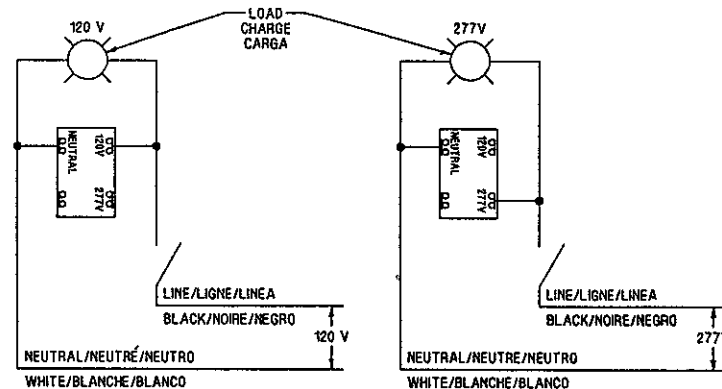 120 V
LOAD
CHARGE
CARGA
277V
NEUTRAL
120V
277V
NEUTRAL
120V
277V
LINE/LIGNE/LINEA
BLACK/NOIRE/NEGRO
120 V
NEUTRAL/NEUTRE/NEUTRO
WHITE/BLANCHE/BLANCO
LINE/LIGNE/LINEA
BLACK/NOIRE/NEGRO
277
NEUTRAL/NEUTRE/NEUTRO
WHITE/BLANCHE/BLANCO